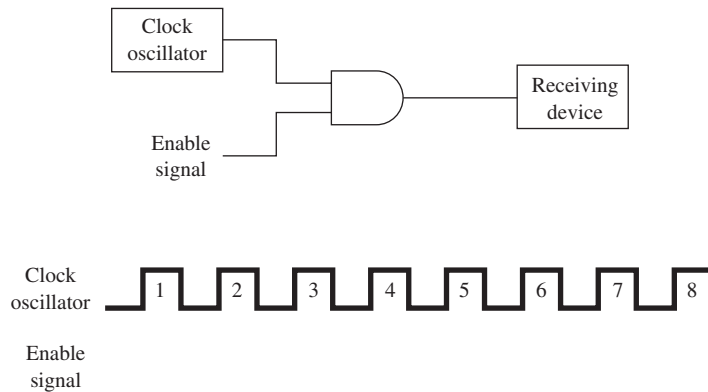 Clock
oscillator
Receiving
device
Enable
signal
Clock
oscillator
1 2 3 4 5 6 7 8
Enable
signal